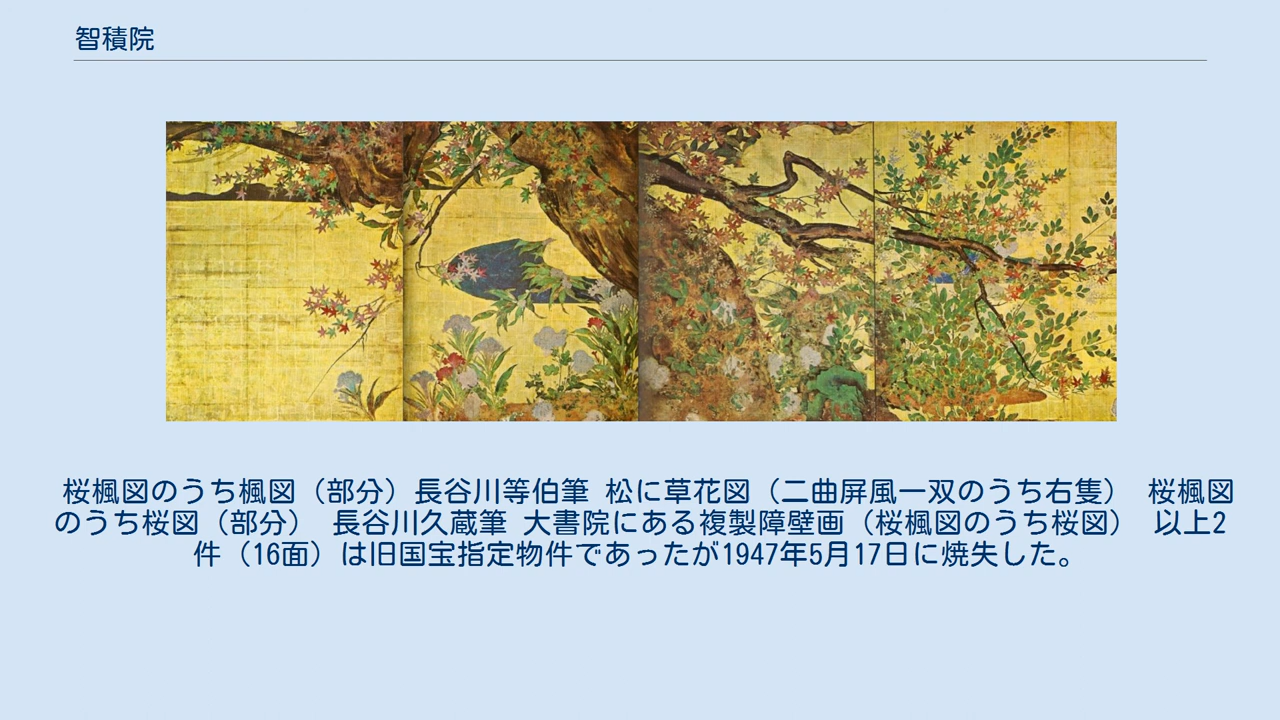 智積院
桜楓図のうち楓図（部分）長谷川等伯筆 松に草花図（二曲屏風一双のうち右隻） 桜楓図
のうち桜図（部分） 長谷川久蔵筆 大書院にある複製障壁画（桜楓図のうち桜図） 以上2
件（16面）は旧国宝指定物件であったが1947年5月17日に焼失した。